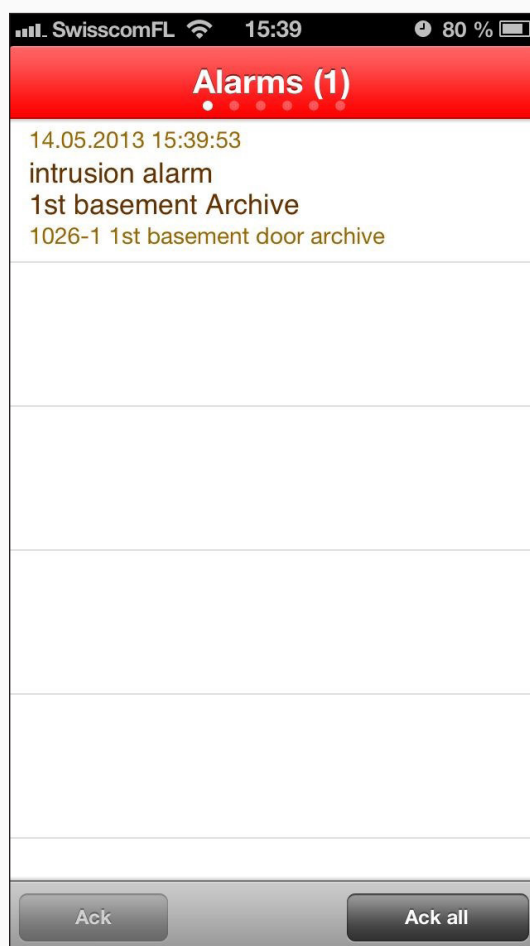 SwisscomFL 15:39 80 %
Alarms (1)
14.05.2013 15:39:53
intrusion alarm
1st basement Archive
1026-1 1st basement door archive
Ack Ack all